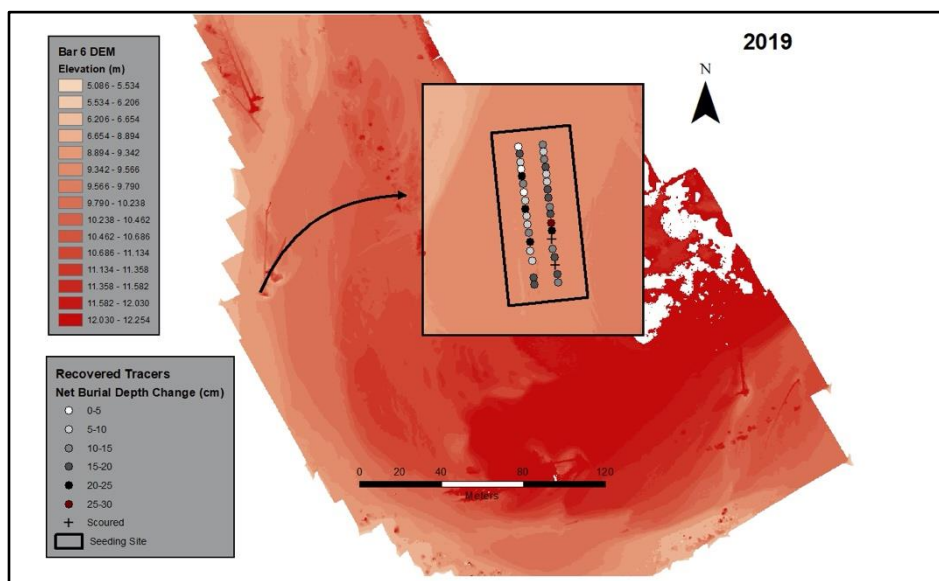 Bar 6 DEM
Elevation (m)
5.086 - 5.534
5.534 - 6.206
6.206 - 6.654
6.654 - 8.894
8.894 - 9.342
9.342 - 9.566
9.566 - 9.790
9.790 - 10.238
10.238 - 10.462
10.462 - 10.686
10.686 - 11.134
11.134 - 11.358
11.358 - 11.582
11.582 - 12.030
12.030 - 12.254
2019
N
Recovered Tracers
Net Burial Depth Change (cm)
0-5
5-10
10-15
15-20
20-25
25-30
Scoured
Seeding Site
0 20 40 80 120
Meters